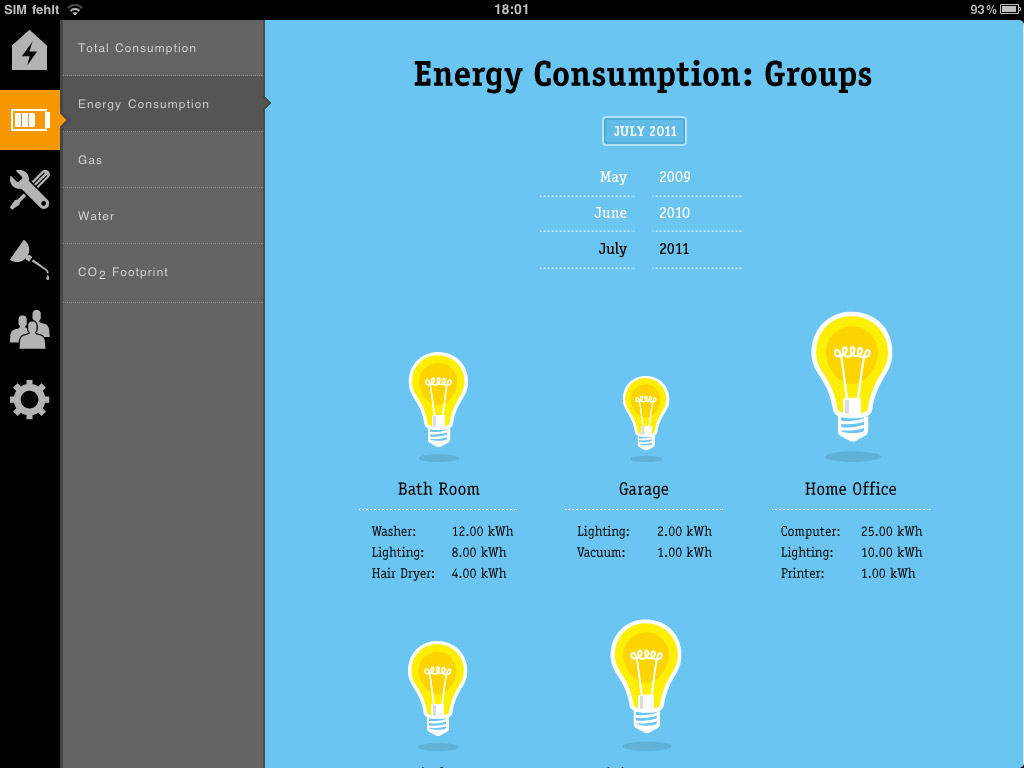 SIM fehlt 18:01 93%
Total Consumption
Energy Consumption
Gas
Water
CO2 Footprint
Energy Consumption: Groups
JULY 2011
May 2009
June 2010
July 2011
Bath Room
Washer: 12.00 kWh
Lighting: 8.00 kWh
Hair Dryer: 4.00 kWh
Garage
Lighting: 2.00 kWh
Vacuum: 1.00 kWh
Home Office
Computer: 25.00 kWh
Lighting: 10.00 kWh
Printer: 1.00 kWh